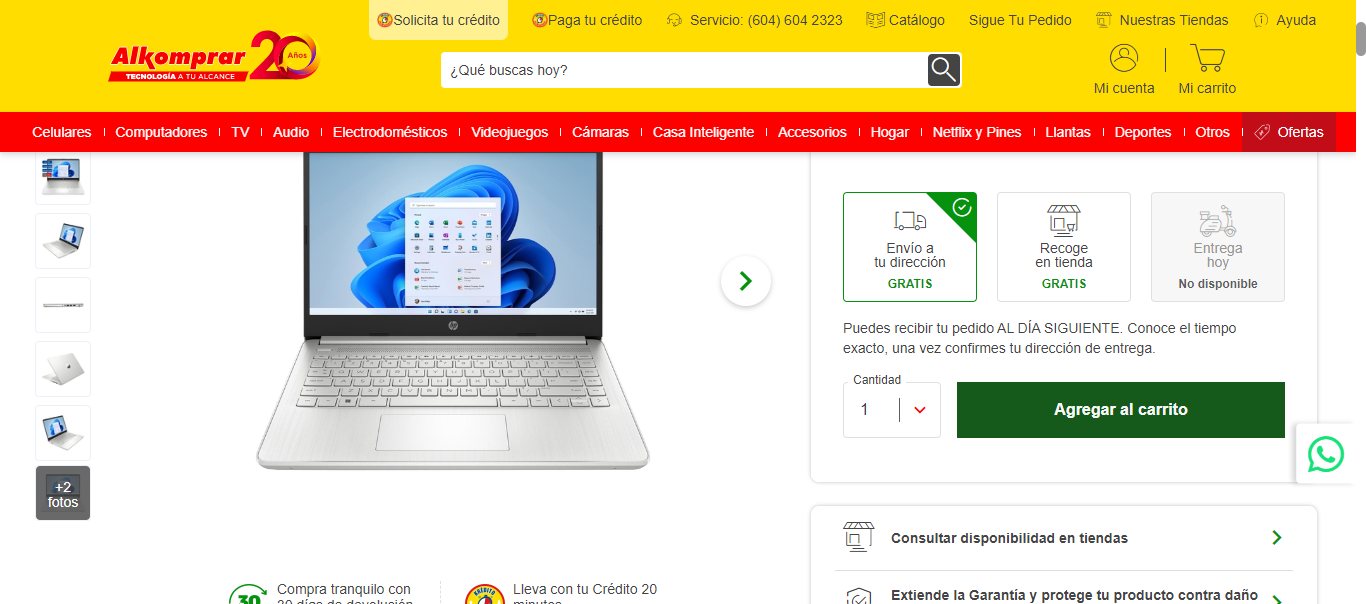 Solicita tu crédito
Paga tu crédito
Servicio: (604) 604 2323
Catálogo
Sigue Tu Pedido
Nuestras Tiendas
Ayuda
Alkomprar 20 Años
TECNOLOGÍA A TU ALCANCE
¿Qué buscas hoy?
Mi cuenta
Mi carrito
Celulares
Computadores
TV
Audio
Electrodomésticos
Videojuegos
Cámaras
Casa Inteligente
Accesorios
Hogar
Netflix y Pines
Llantas
Deportes
Otros
Ofertas
+2
fotos
hp
Envío a
tu dirección
GRATIS
Recoge
en tienda
GRATIS
Entrega
hoy
No disponible
Puedes recibir tu pedido AL DÍA SIGUIENTE. Conoce el tiempo
exacto, una vez confirmes tu dirección de entrega.
Cantidad
1
Agregar al carrito
Consultar disponibilidad en tiendas
Extiende la Garantía y protege tu producto contra daño
30
Compra tranquilo con
30 días de devolución
CRÉDITO
Lleva con tu Crédito 20
minutos